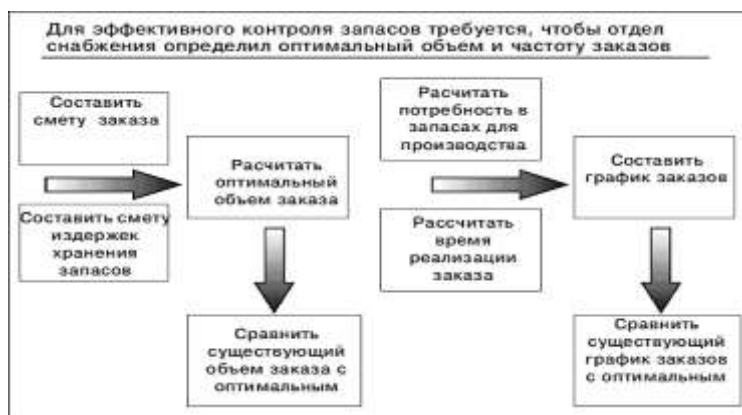 Для эффективного контроля запасов требуется, чтобы отдел
снабжения определил оптимальный объем и частоту заказов
Составить
смету заказа
Составить смету
издержек
хранения
запасов
Расчитать
оптимальный
объем заказа
Сравнить
существующий
объем заказа с
оптимальным
Расчитать
потребность в
запасах для
производства
Рассчитать
время
реализации
заказа
Составить
график заказов
Сравнить
существующий
график заказов
с оптимальным